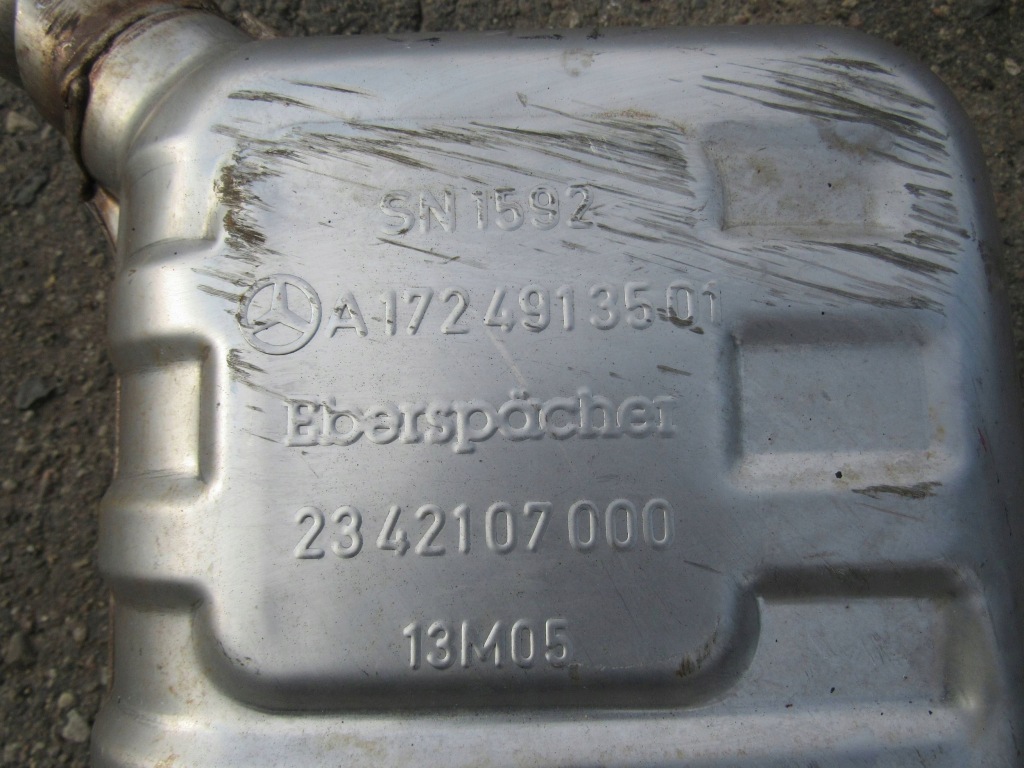 SN 1592
A 172 491 35 01
Eberspächer
23 42107 000
13M05